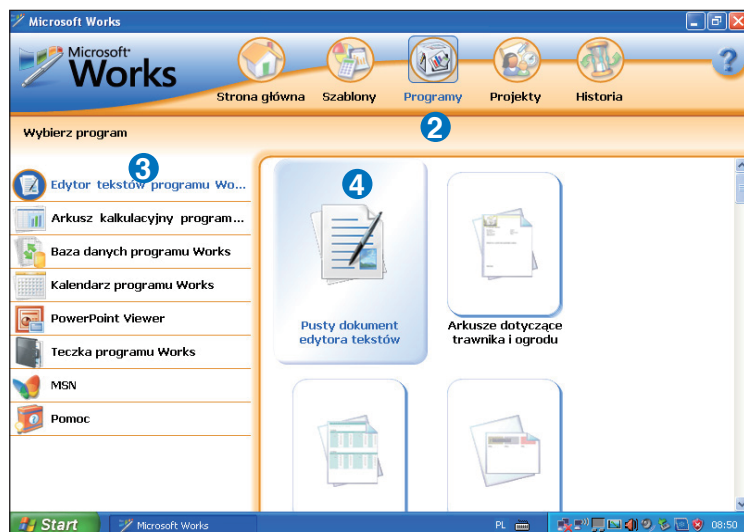 Microsoft Works
Microsoft®
Works
Strona główna Szablony Programy Projekty Historia
?
2
Wybierz program
3
Edytor tekstów programu Wo...
Arkusz kalkulacyjny program...
Baza danych programu Works
Kalendarz programu Works
PowerPoint Viewer
Teczka programu Works
MSN
Pomoc
4
Pusty dokument
edytora tekstów
Arkusze dotyczące
trawnika i ogrodu
Start
Microsoft Works
PL
08:50